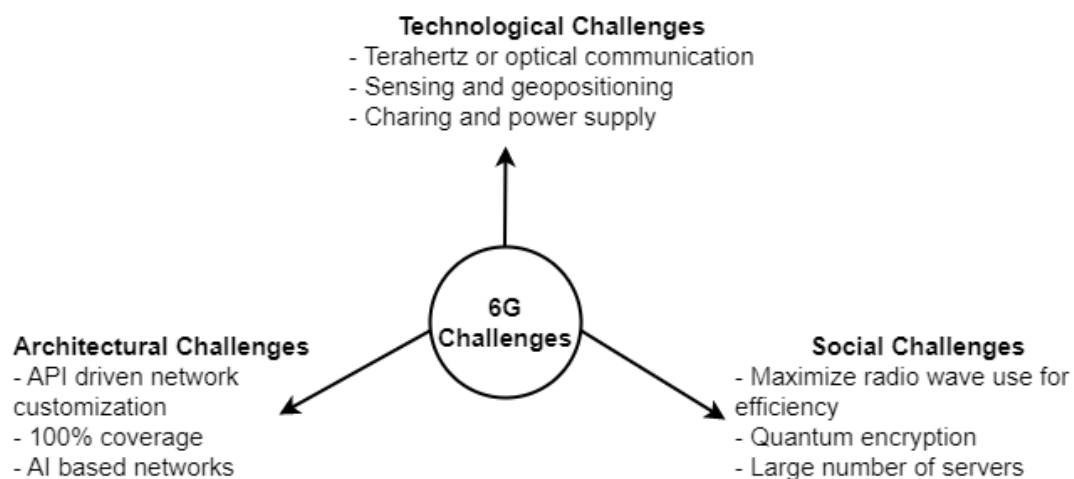 Technological Challenges
- Terahertz or optical communication
- Sensing and geopositioning
- Charing and power supply
6G
Challenges
Architectural Challenges
- API driven network
customization
- 100% coverage
- AI based networks
Social Challenges
- Maximize radio wave use for
efficiency
- Quantum encryption
- Large number of servers